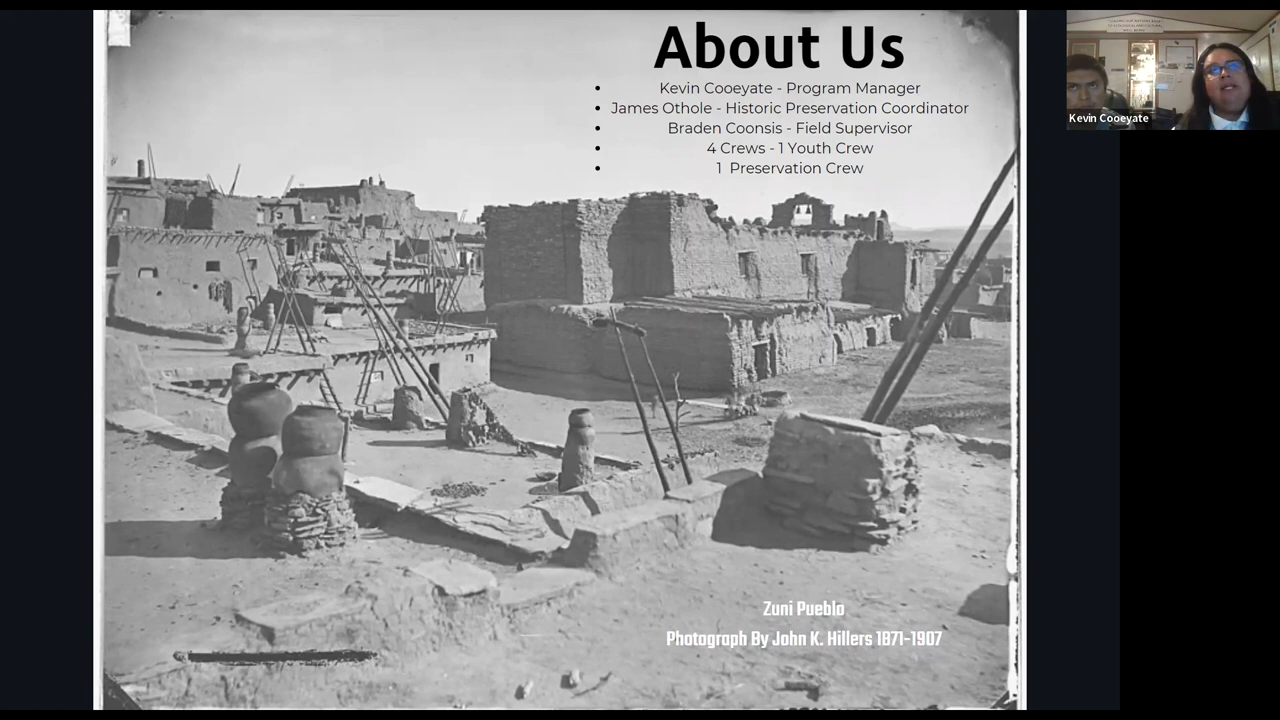 About Us
• Kevin Cooeyate - Program Manager
• James Othole - Historic Preservation Coordinator
• Braden Coonsis - Field Supervisor
• 4 Crews - 1 Youth Crew
• 1 Preservation Crew
Kevin Cooeyate
Zuni Pueblo
Photograph By John K. Hillers 1871-1907